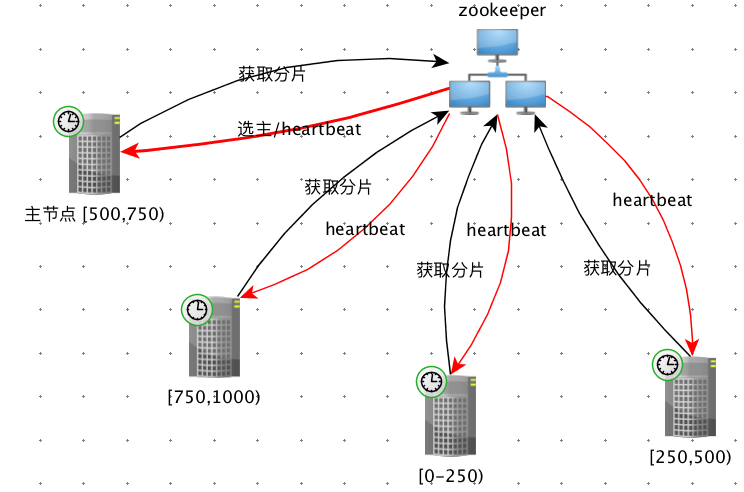 zookeeper
获取分片
选主/heartbeat
获取分片
主节点 [500,750)
heartbeat
heartbeat
heartbeat
获取分片
获取分片
[750,1000)
[0-250)
[250,500)